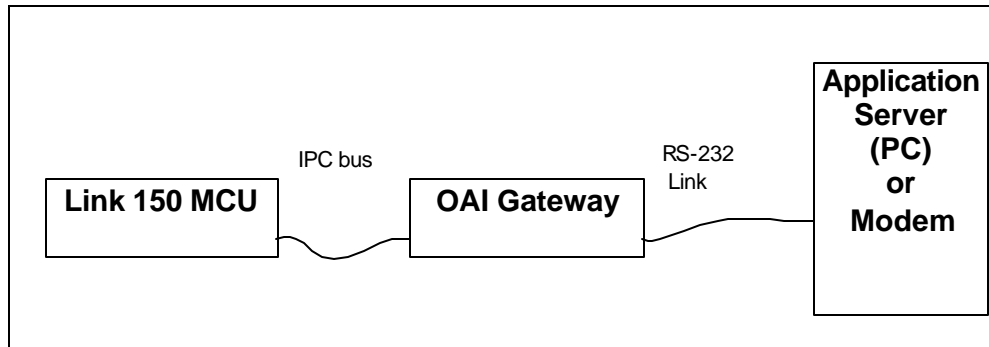 Link 150 MCU
IPC bus
OAI Gateway
RS-232
Link
Application
Server
(PC)
or
Modem